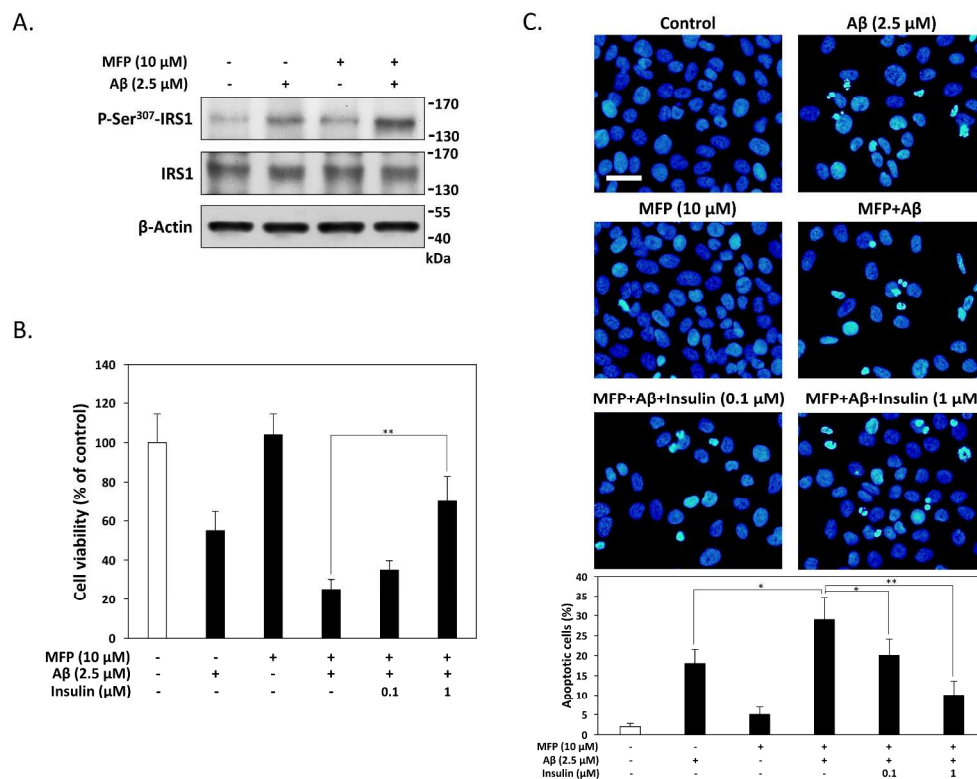 A.
MFP (10 μM) - - + +
Aβ (2.5 μM) - + - +
P-Ser³⁰⁷-IRS1
-170
-130
IRS1
-170
-130
β-Actin
-55
-40
kDa
B.
Cell viability (% of control)
140
120
100
80
60
40
20
0
**
MFP (10 μM) - - + + + +
Aβ (2.5 μM) - + - + + +
Insulin (μM) - - - - 0.1 1
C.
Control
Aβ (2.5 μM)
MFP (10 μM)
MFP+Aβ
MFP+Aβ+Insulin (0.1 μM)
MFP+Aβ+Insulin (1 μM
Apoptotic cells (%)
40
35
30
25
20
15
10
5
0
*
*
**
MFP (10 μM) - - + + + +
Aβ (2.5 μM) - + - + + +
Insulin (μM) - - - - 0.1 1